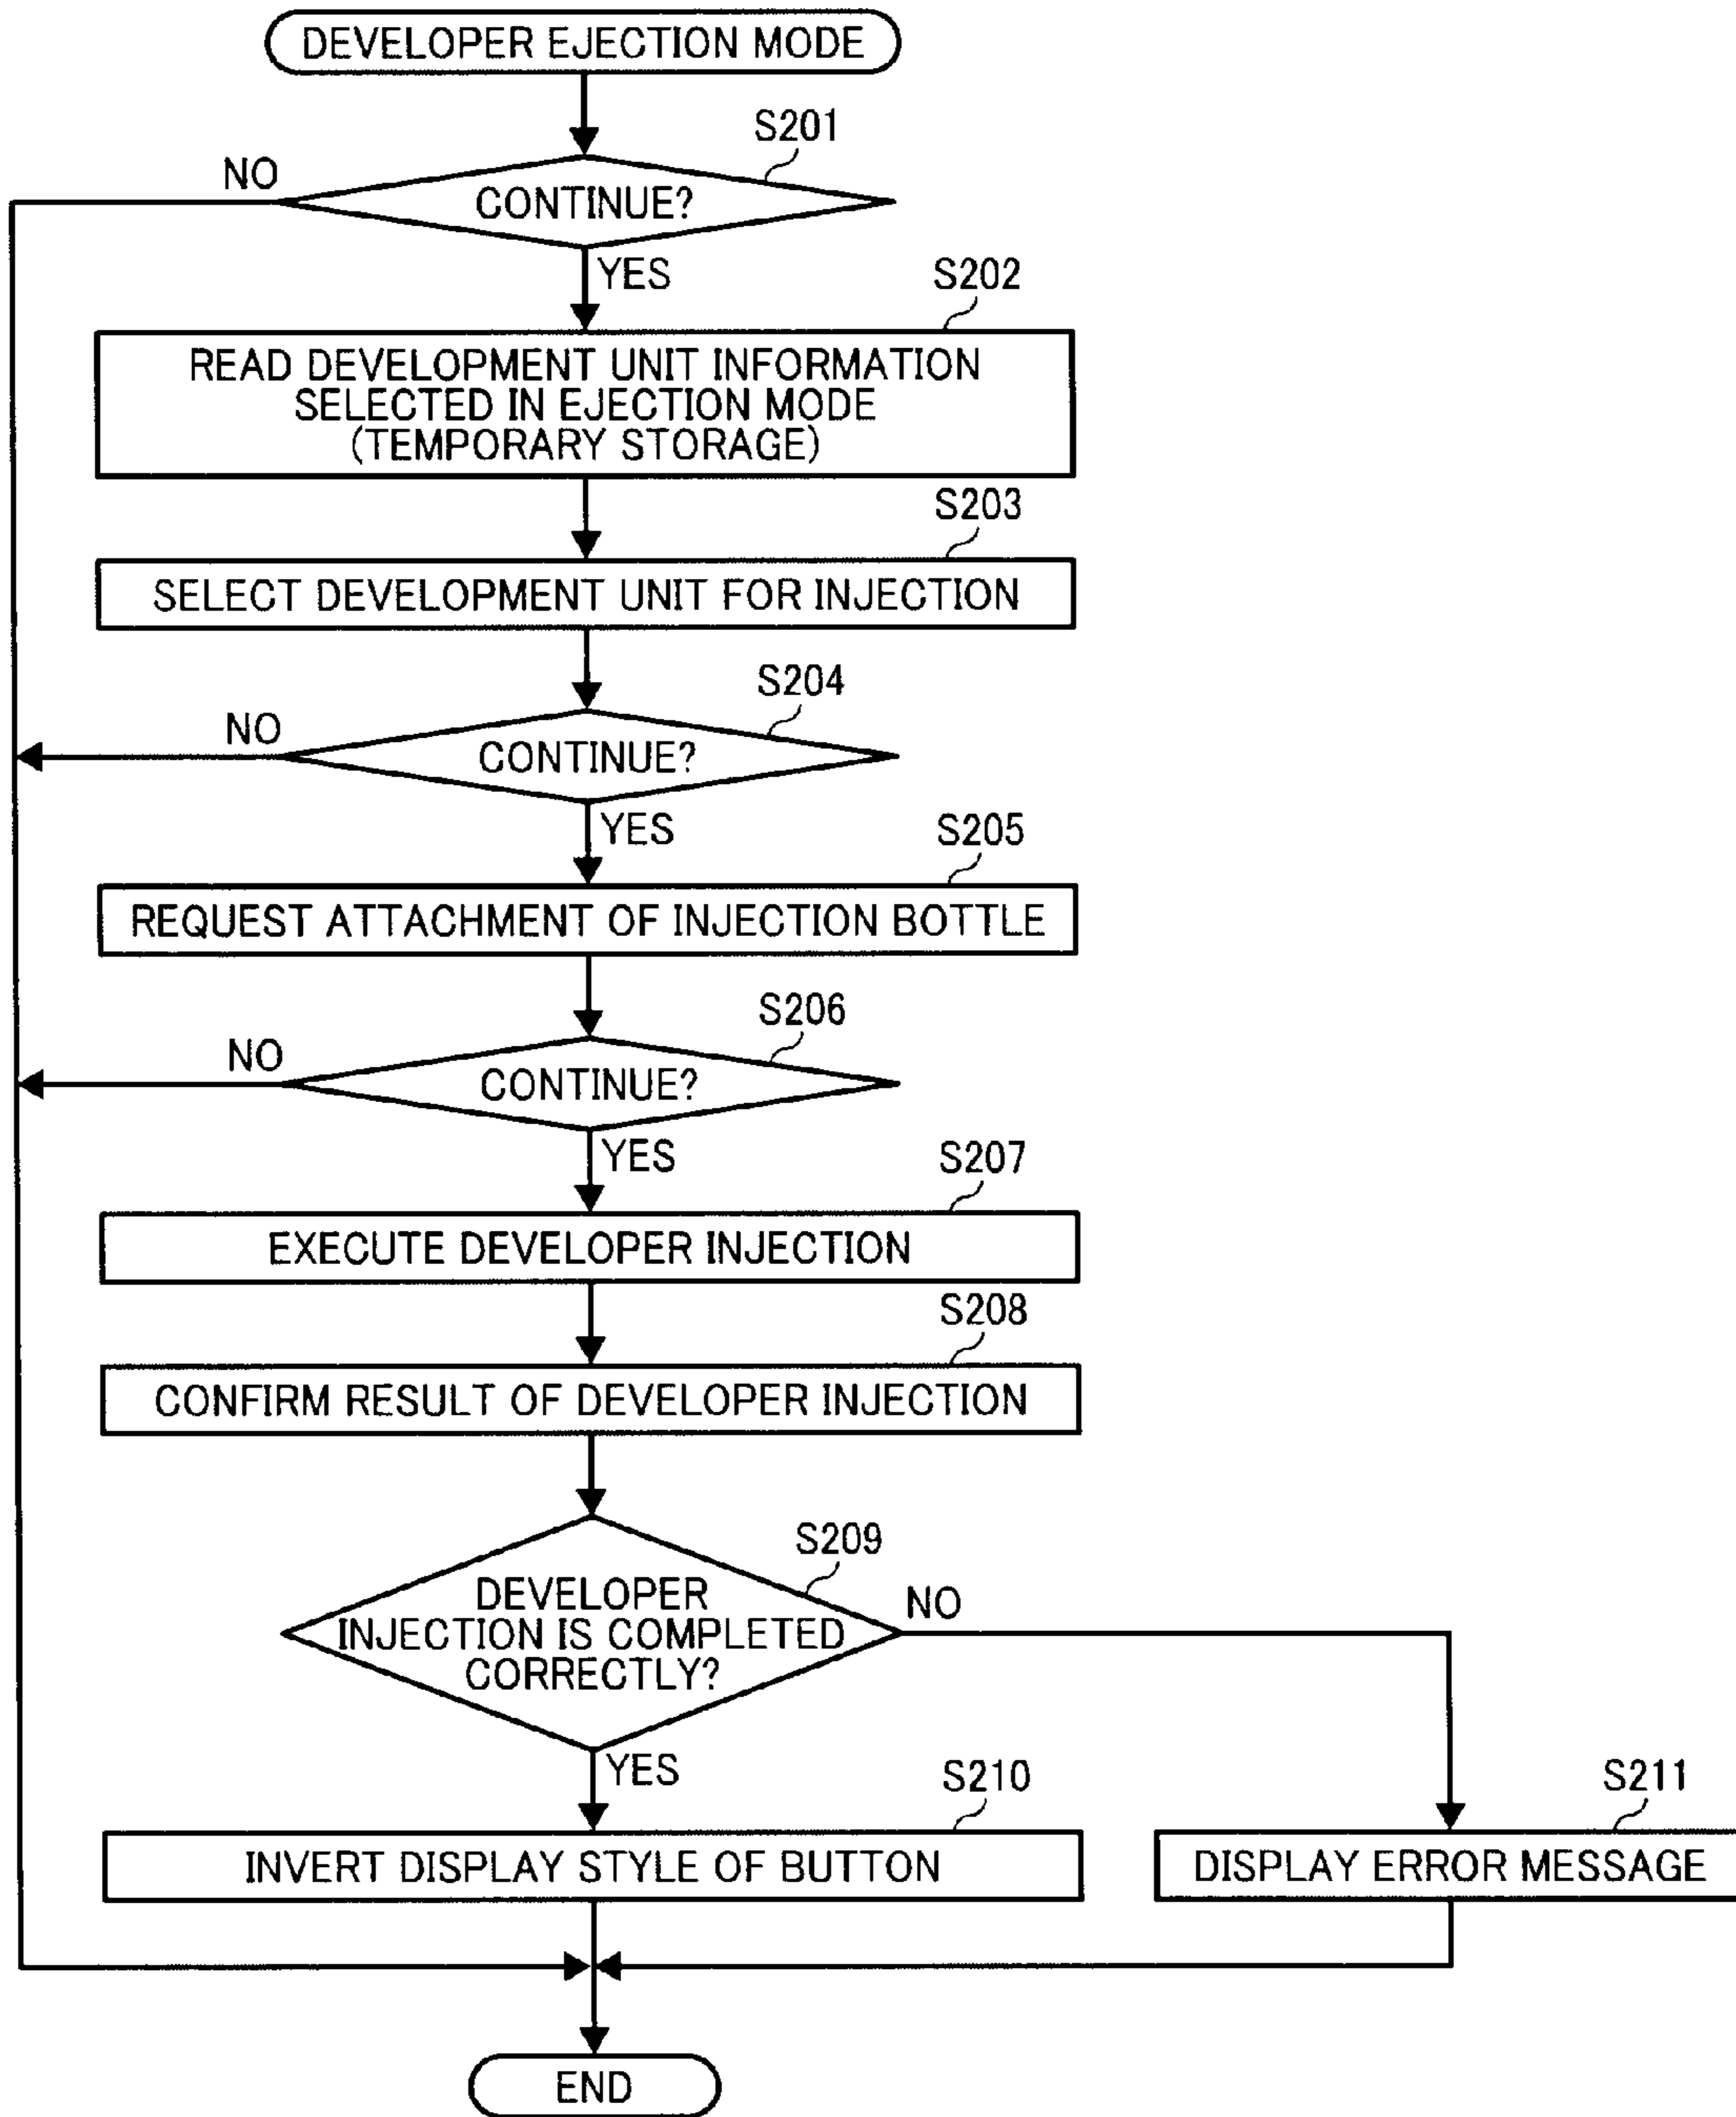 DEVELOPER EJECTION MODE
S201
NO
CONTINUE?
YES
S202
READ DEVELOPMENT UNIT INFORMATION
SELECTED IN EJECTION MODE
(TEMPORARY STORAGE)
S203
SELECT DEVELOPMENT UNIT FOR INJECTION
S204
NO
CONTINUE?
YES
S205
REQUEST ATTACHMENT OF INJECTION BOTTLE
S206
NO
CONTINUE?
YES
S207
EXECUTE DEVELOPER INJECTION
S208
CONFIRM RESULT OF DEVELOPER INJECTION
S209
DEVELOPER
INJECTION IS COMPLETED
CORRECTLY?
NO
YES
S210
S211
INVERT DISPLAY STYLE OF BUTTON
DISPLAY ERROR MESSAGE
END